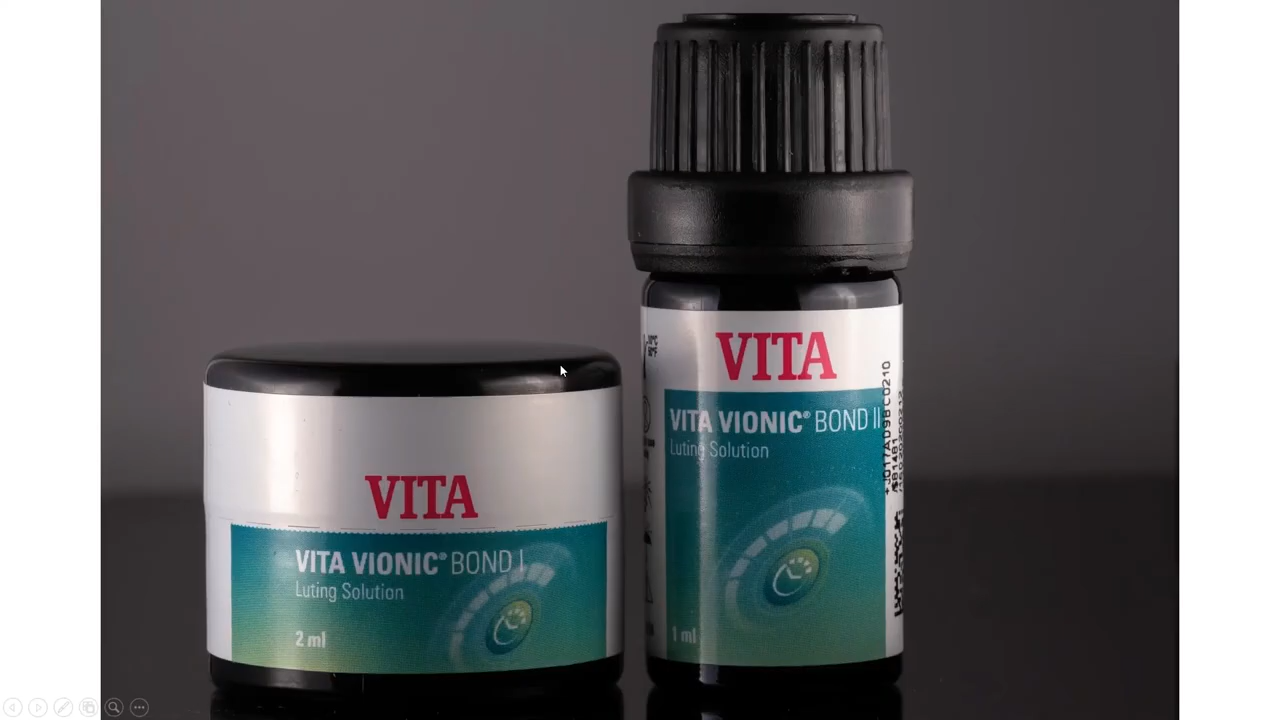 VITA
VITA VIONIC® BOND I
Luting Solution
2 ml
VITA
VITA VIONIC® BOND II
Luting Solution
1 ml